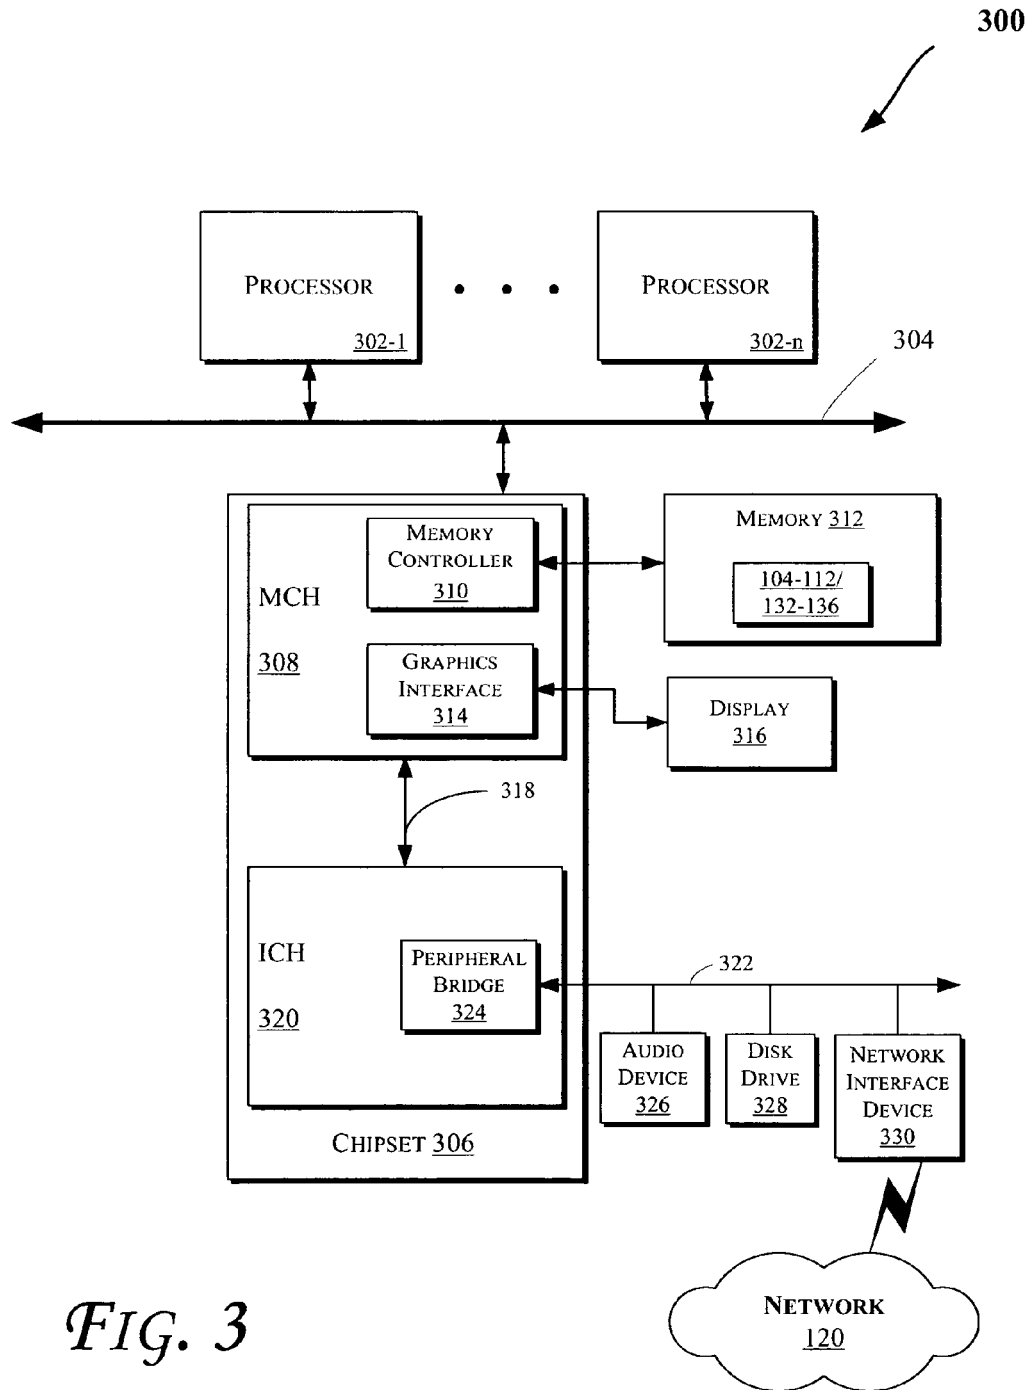 300
PROCESSOR
302-1
PROCESSOR
302-n
304
MEMORY
CONTROLLER
310
MCH
308
GRAPHICS
INTERFACE
314
MEMORY 312
104-112/
132-136
DISPLAY
316
318
ICH
320
PERIPHERAL
BRIDGE
324
322
AUDIO
DEVICE
326
DISK
DRIVE
328
NETWORK
INTERFACE
DEVICE
330
CHIPSET 306
NETWORK
120
FIG. 3